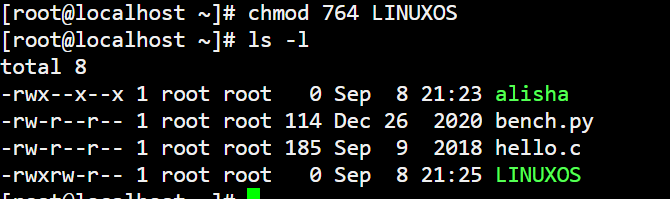 [root@localhost ~]# chmod 764 LINUXOS
[root@localhost ~]# ls -l
total 8
-rwx--x--x 1 root root   0 Sep  8 21:23 alisha
-rw-r--r-- 1 root root 114 Dec 26  2020 bench.py
-rw-r--r-- 1 root root 185 Sep  9  2018 hello.c
-rwxrw-r-- 1 root root   0 Sep  8 21:25 LINUXOS
[root@localhost ~]#